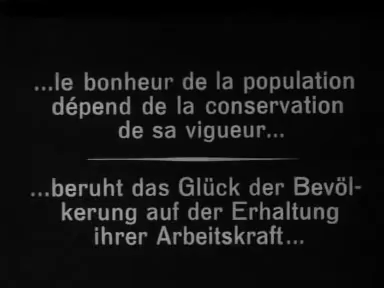 ...le bonheur de la population
dépend de la conservation
de sa vigueur...
...beruht das Glück der Bevöl-
kerung auf der Erhaltung
ihrer Arbeitskraft...